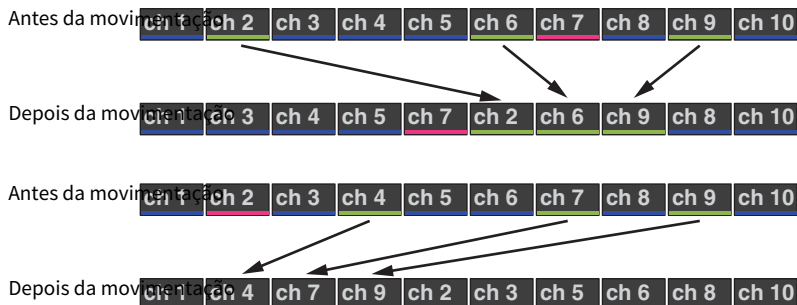 Antes da movimentação ch 1 ch 2 ch 3 ch 4 ch 5 ch 6 ch 7 ch 8 ch 9 ch 10
Depois da movimentação ch 1 ch 3 ch 4 ch 5 ch 7 ch 2 ch 6 ch 9 ch 8 ch 10
Antes da movimentação ch 1 ch 2 ch 3 ch 4 ch 5 ch 6 ch 7 ch 8 ch 9 ch 10
Depois da movimentação ch 1 ch 4 ch 7 ch 9 ch 2 ch 3 ch 5 ch 6 ch 8 ch 10